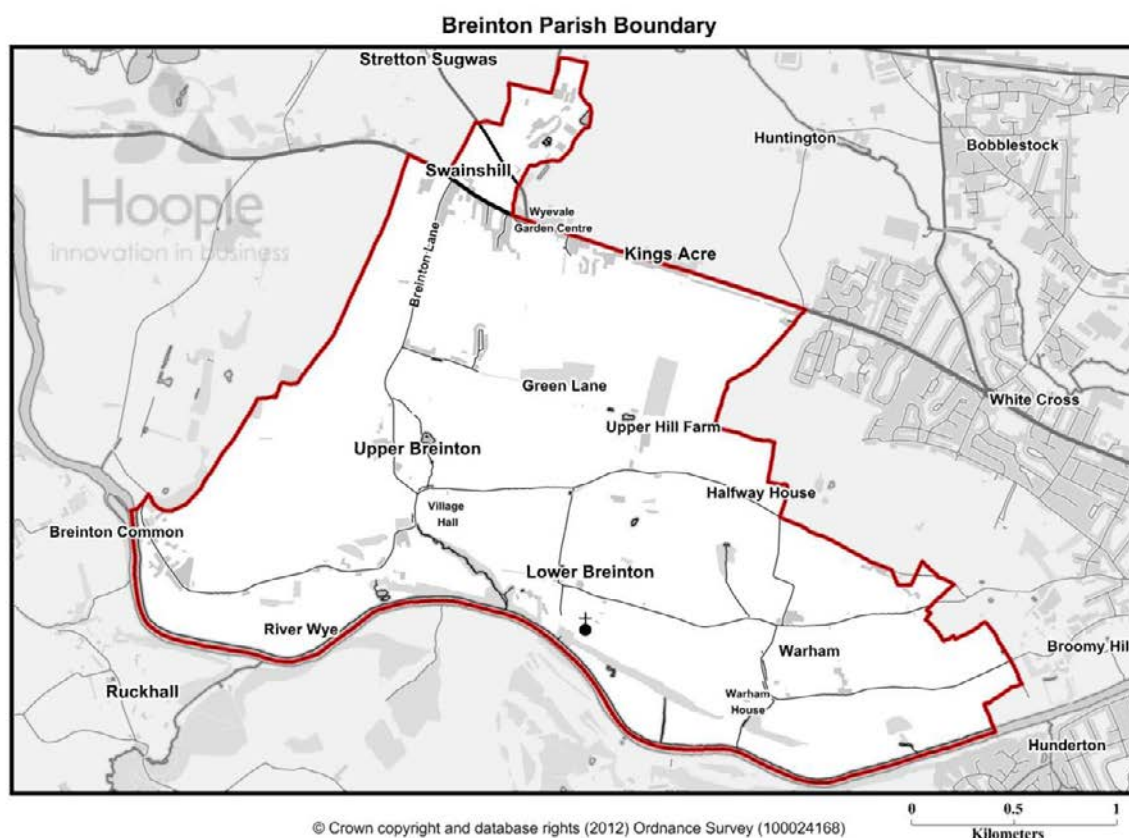 Breinton Parish Boundary
Stretton Sugwas
Huntington
Bobblestock
Swainshill
Hoople
innovation in business
Wyevale
Garden Centre
Kings Acre
Breinton Lane
Green Lane
White Cross
Upper Hill Farm
Upper Breinton
Halfway House
Village
Hall
Breinton Common
Lower Breinton
River Wye
Warham
Broomy Hill
Ruckhall
Warham
House
Hunderton
0 0.5 1
Kilometers
© Crown copyright and database rights (2012) Ordnance Survey (100024168)